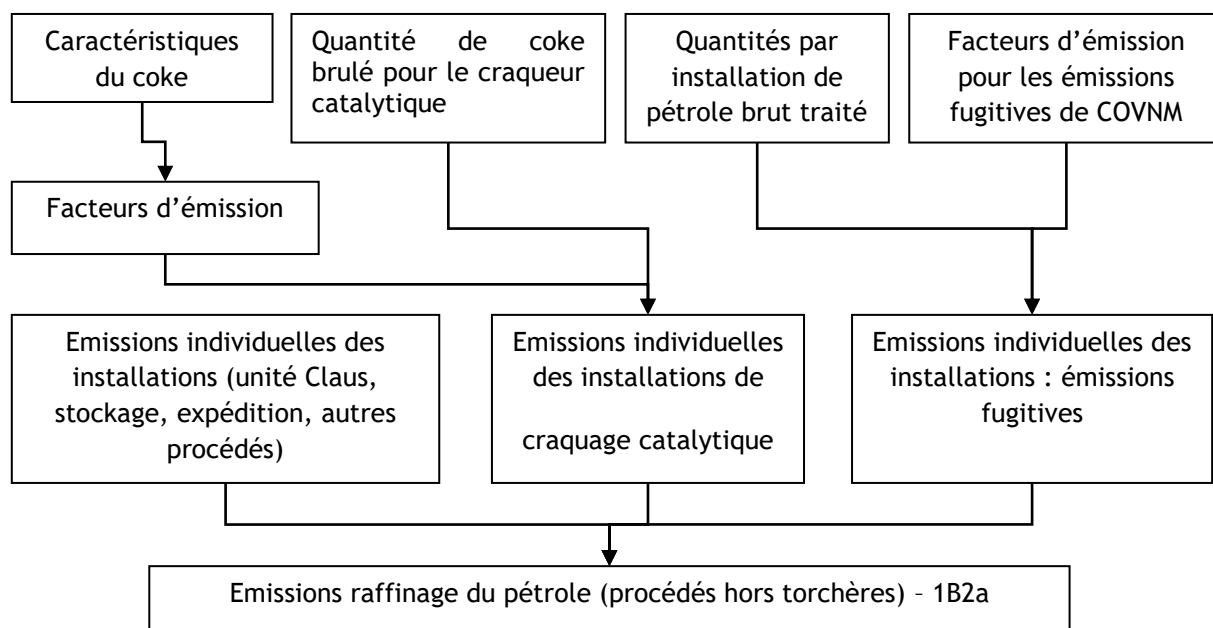 Caractéristiques
du coke
Quantité de coke
brulé pour le craqueur
catalytique
Quantités par
installation de
pétrole brut traité
Facteurs d’émission
pour les émissions
fugitives de COVNM
Facteurs d’émission
Emissions individuelles des
installations (unité Claus,
stockage, expédition, autres
procédés)
Emissions individuelles
des installations de
craquage catalytique
Emissions individuelles des
installations : émissions
fugitives
Emissions raffinage du pétrole (procédés hors torchères) – 1B2a